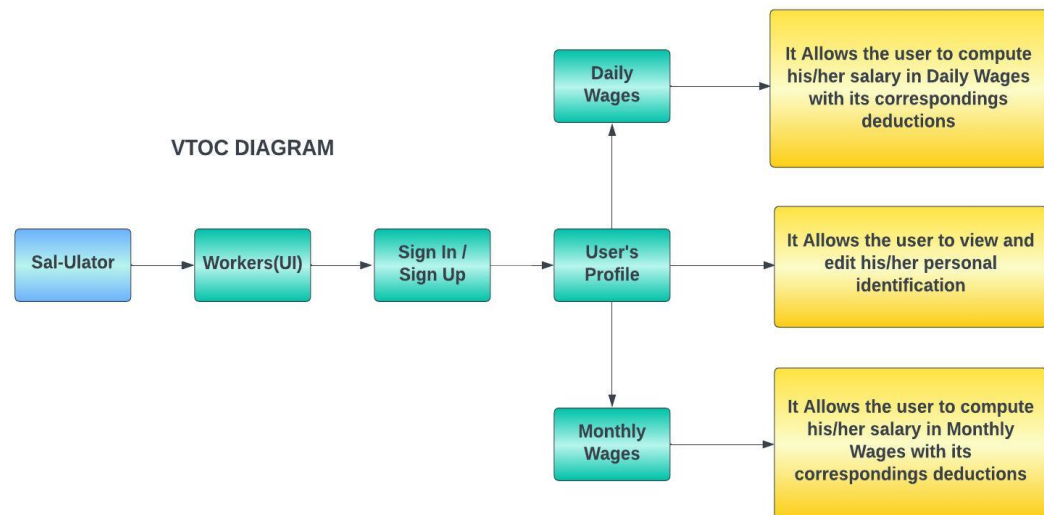 VTOC DIAGRAM
Sal-Ulator
Workers(UI)
Sign In /
Sign Up
User's
Profile
Daily
Wages
It Allows the user to compute
his/her salary in Daily Wages
with its correspondings
deductions
It Allows the user to view and
edit his/her personal
identification
Monthly
Wages
It Allows the user to compute
his/her salary in Monthly
Wages with its
correspondings deductions